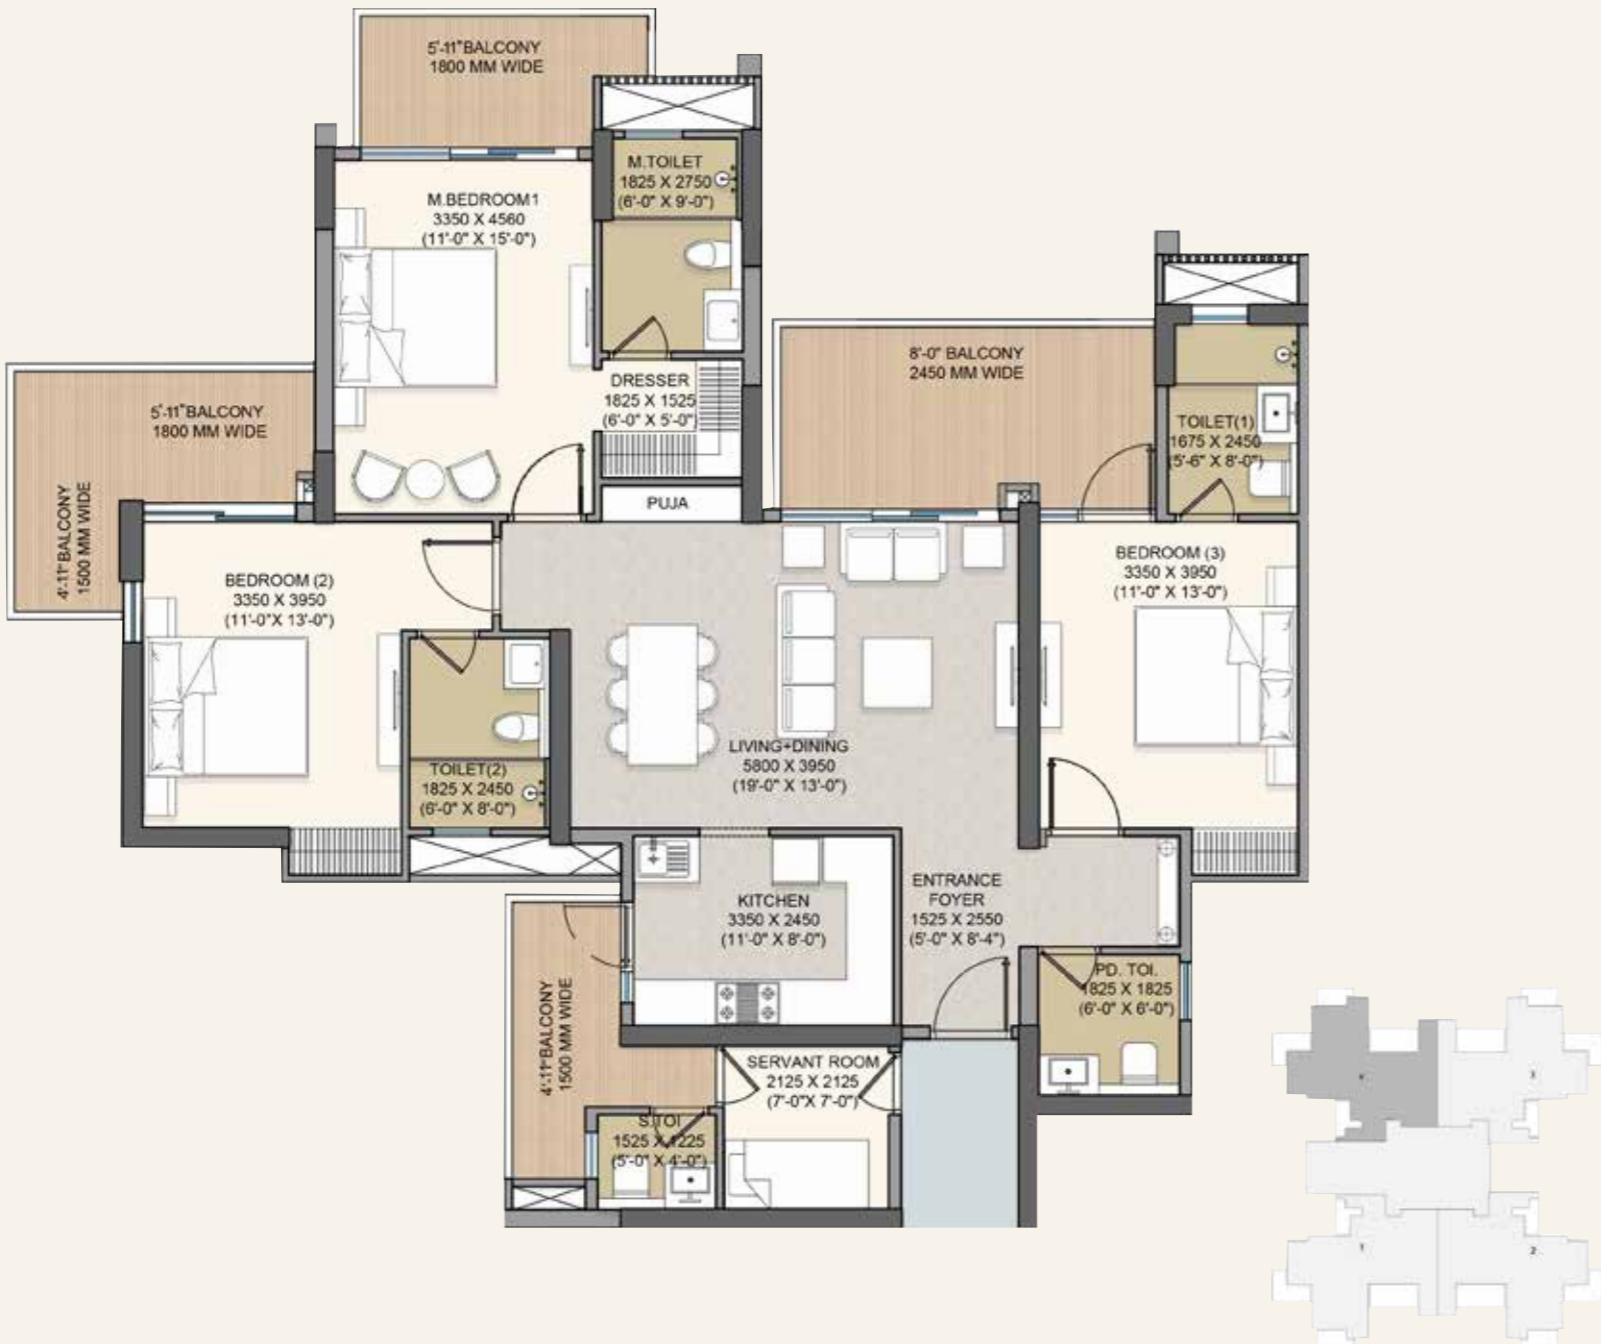 5'-11"BALCONY
1800 MM WIDE
M.TOILET
1825 X 2750
(6'-0" X 9'-0")
M.BEDROOM1
3350 X 4560
(11'-0" X 15'-0")
8'-0" BALCONY
2450 MM WIDE
DRESSER
1825 X 1525
(6'-0" X 5'-0")
5'-11"BALCONY
1800 MM WIDE
TOILET(1)
1675 X 2450
(5'-6" X 8'-0")
4'-11"BALCONY
1500 MM WIDE
PUJA
BEDROOM (2)
3350 X 3950
(11'-0"X 13'-0")
BEDROOM (3)
3350 X 3950
(11'-0" X 13'-0")
LIVING+DINING
5800 X 3950
(19'-0" X 13'-0")
TOILET(2)
1825 X 2450
(6'-0" X 8'-0")
KITCHEN
3350 X 2450
(11'-0" X 8'-0")
ENTRANCE
FOYER
1525 X 2550
(5'-0" X 8'-4")
PD. TOI.
1825 X 1825
(6'-0" X 6'-0")
4'-11"BALCONY
1500 MM WIDE
SERVANT ROOM
2125 X 2125
(7'-0"X 7'-0")
S.TOI
1525 X 1225
(5'-0" X 4'-0")
3
1
2